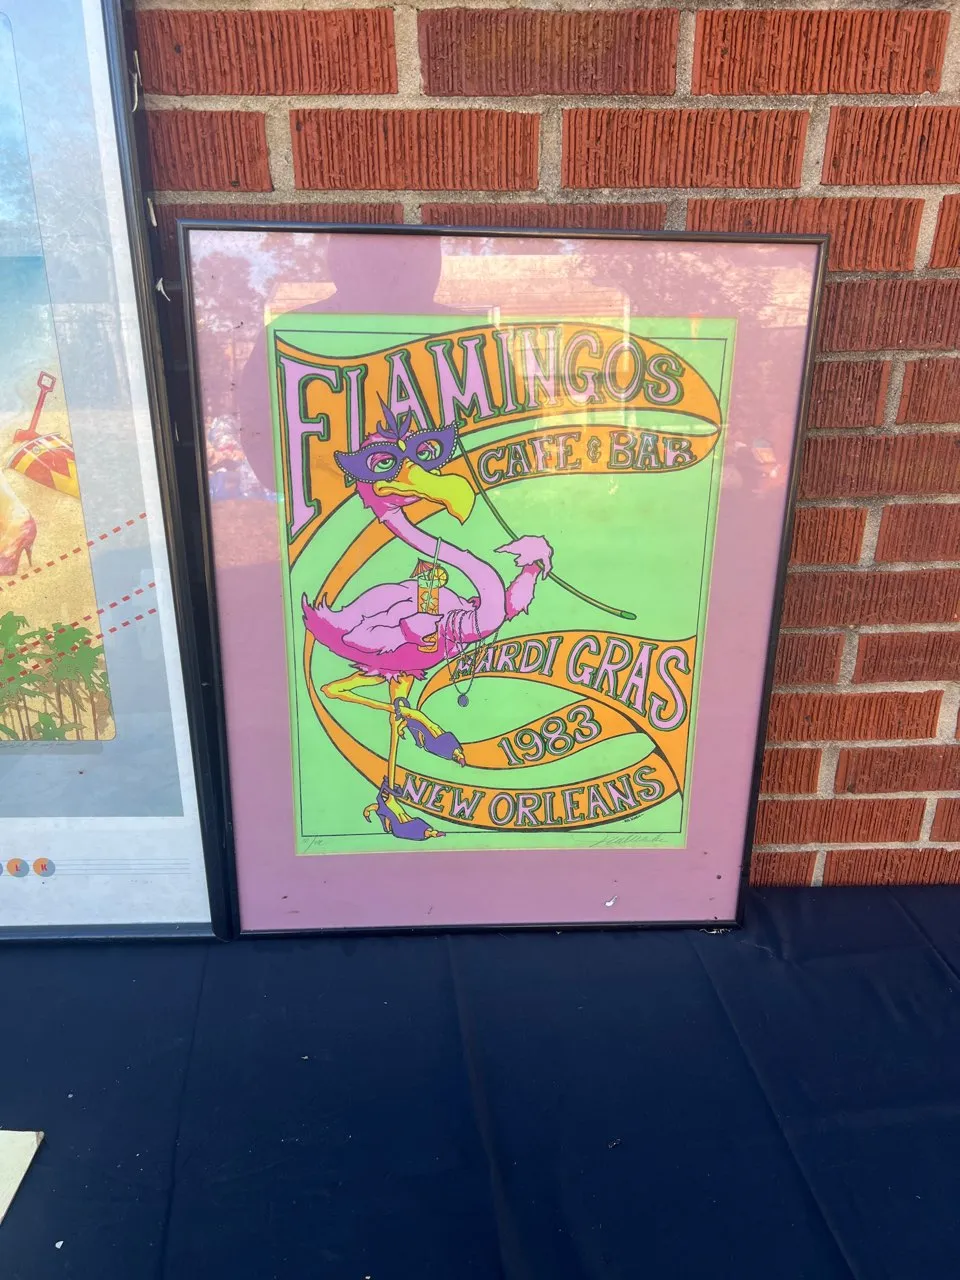 FLAMINGOS
CAFE & BAR
MARDI GRAS
1983
NEW ORLEANS